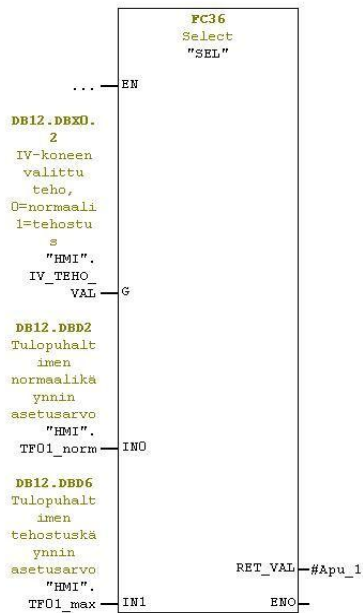 FC36
Select
"SEL"
... EN
DB12.DBX0.
2
IV-koneen
valittu
teho,
0=normaali
1=tehostu
s
"HMI".
IV_TEHO_
VAL G
DB12.DBD2
Tulopuhalt
imen
normaalikä
ynnin
asetusarvo
"HMI".
TF01_norm IN0
DB12.DBD6
Tulopuhalt
imen
tehostuskä
ynnin
asetusarvo
"HMI".
TF01_max IN1
RET_VAL #Apu_1
ENO